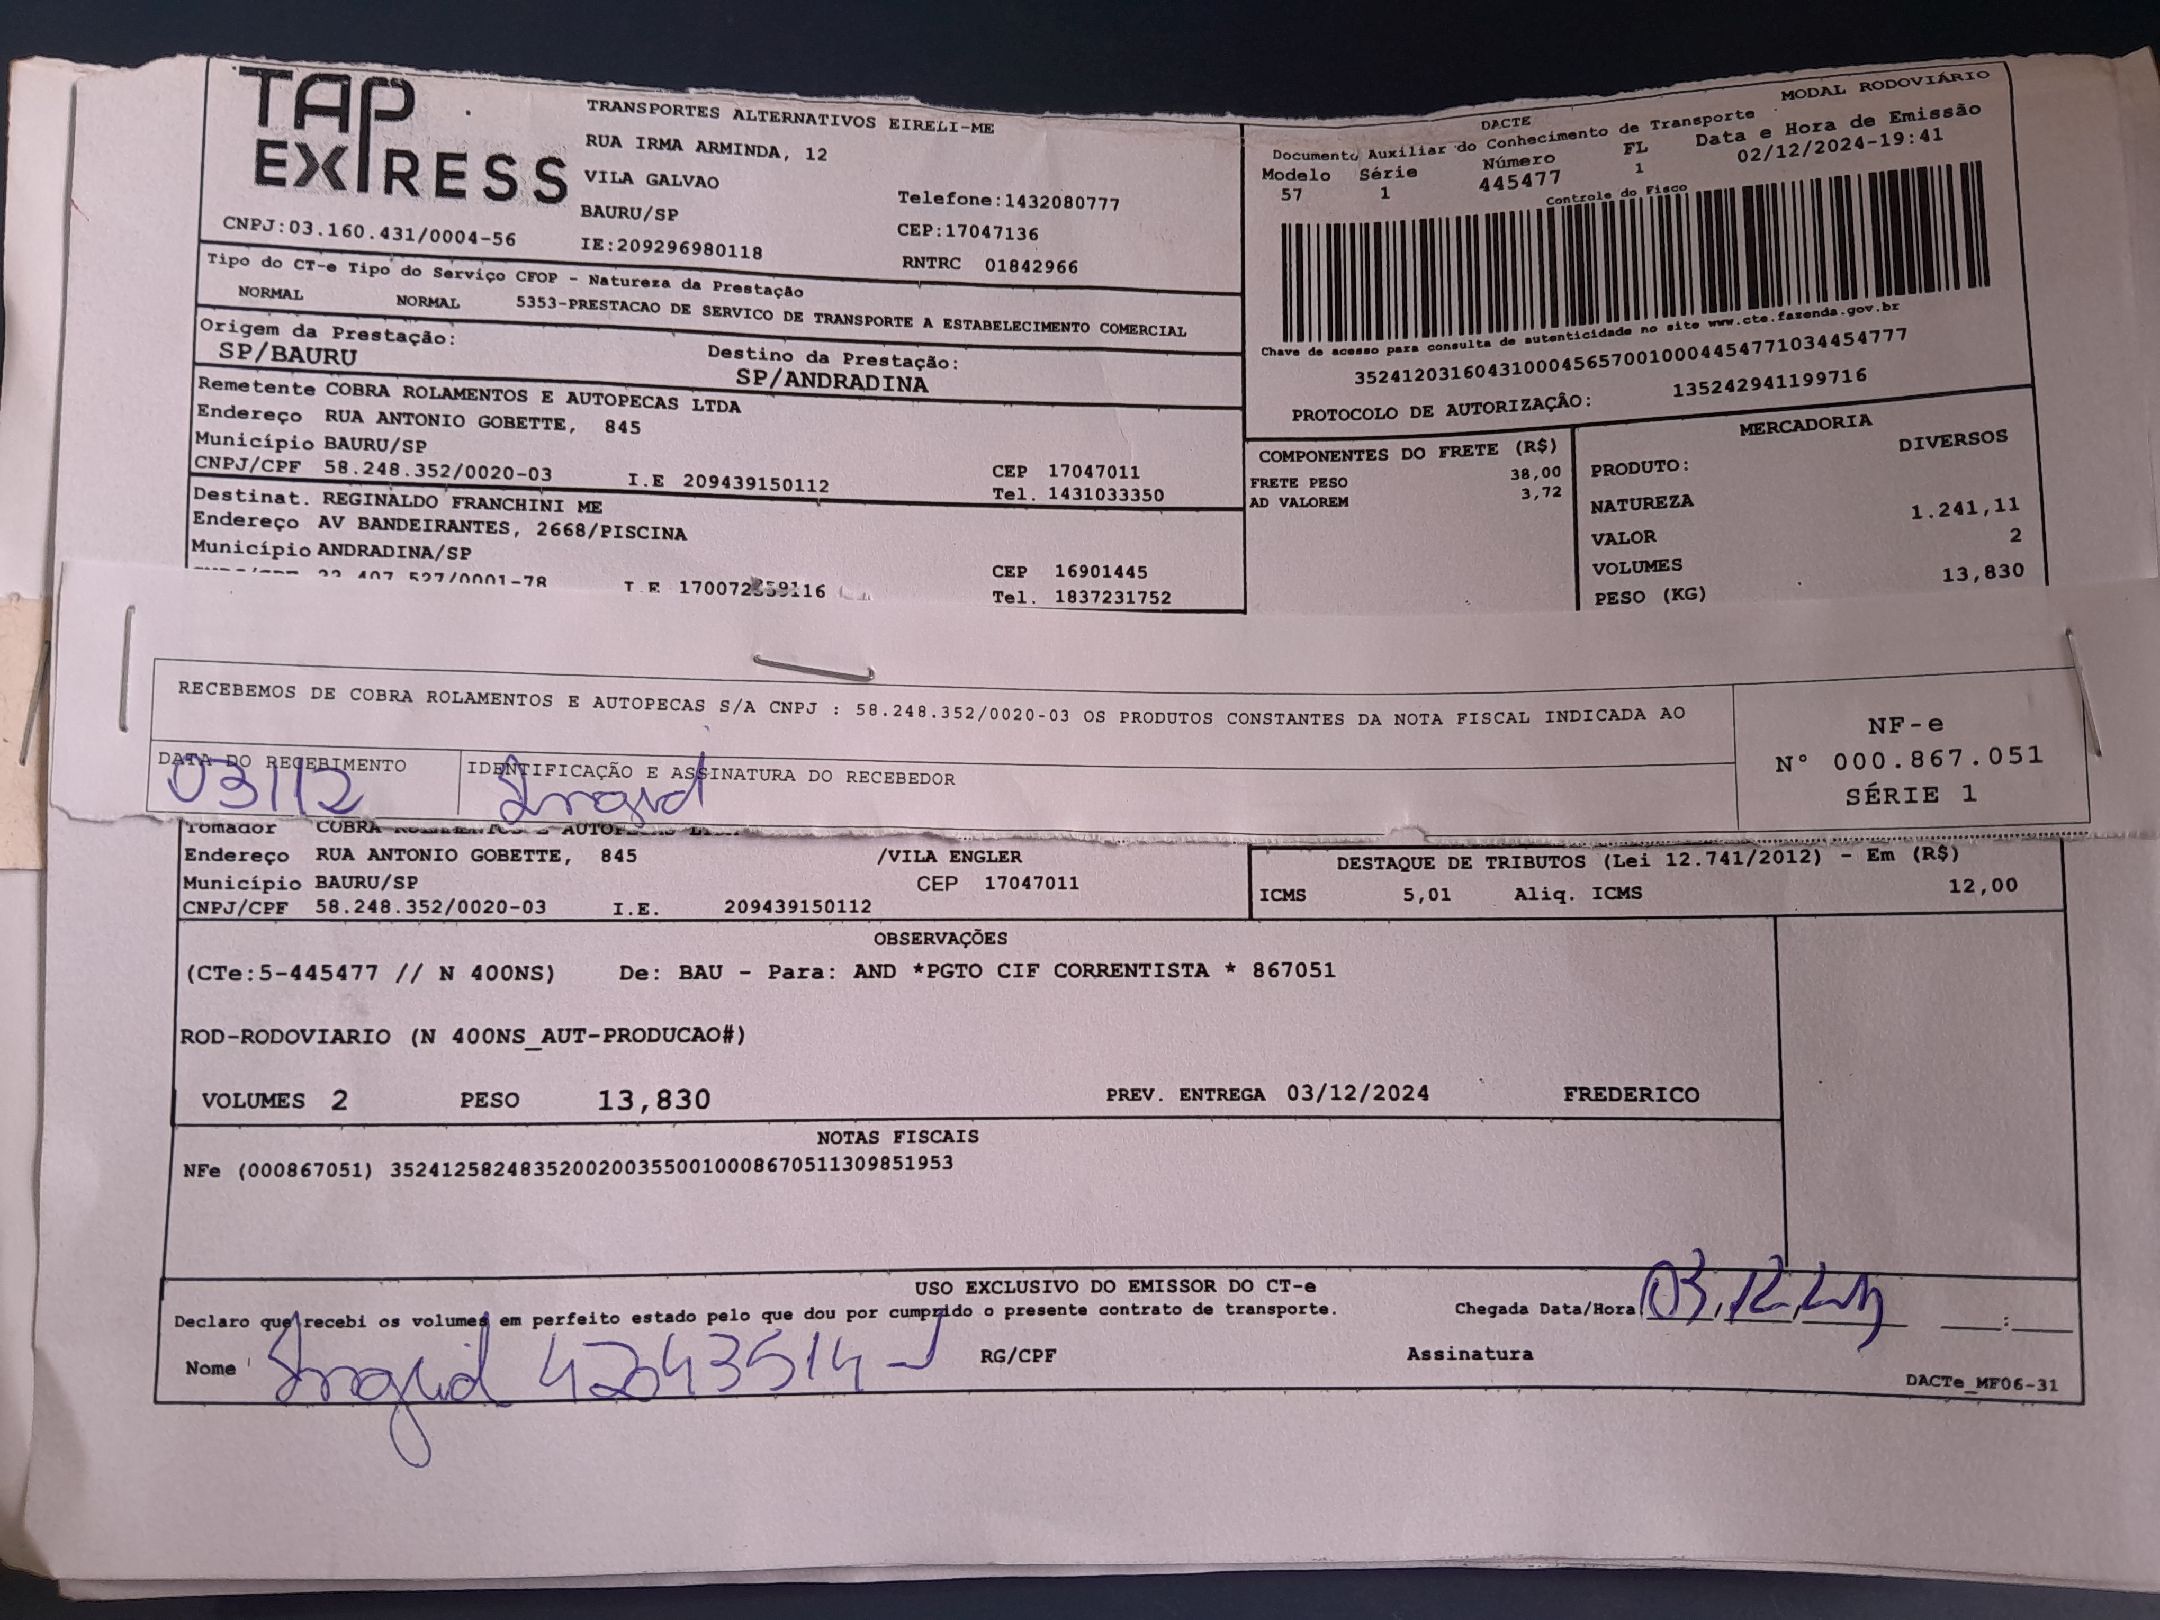 TAP
EXPRESS
TRANSPORTES ALTERNATIVOS EIRELI-ME
RUA IRMA ARMINDA, 12
VILA GALVAO
BAURU/SP
Telefone:1432080777
CEP:17047136
CNPJ:03.160.431/0004-56
IE:209296980118
RNTRC 01842966
MODAL RODOVIÁRIO
DACTE
Documento Auxiliar do Conhecimento de Transporte
Modelo Série Número FL Data e Hora de Emissão
57 1 445477 1 02/12/2024-19:41
Controle do Fisco
Chave de acesso para consulta de autenticidade no site www.cte.fazenda.gov.br
35241203160431000456570010004454771034454777
PROTOCOLO DE AUTORIZAÇÃO: 135242941199716
Tipo do CT-e Tipo do Serviço CFOP - Natureza da Prestação
NORMAL NORMAL 5353-PRESTACAO DE SERVICO DE TRANSPORTE A ESTABELECIMENTO COMERCIAL
Origem da Prestação: Destino da Prestação:
SP/BAURU SP/ANDRADINA
Remetente COBRA ROLAMENTOS E AUTOPECAS LTDA
Endereço RUA ANTONIO GOBETTE, 845
Município BAURU/SP CEP 17047011
CNPJ/CPF 58.248.352/0020-03 I.E 209439150112 Tel. 1431033350
Destinat. REGINALDO FRANCHINI ME
Endereço AV BANDEIRANTES, 2668/PISCINA
Município ANDRADINA/SP CEP 16901445
I.E Tel. 1837231752
COMPONENTES DO FRETE (R$)
FRETE PESO 38,00
AD VALOREM 3,72
MERCADORIA
PRODUTO: DIVERSOS
NATUREZA
VALOR 1.241,11
VOLUMES 2
PESO (KG) 13,830
RECEBEMOS DE COBRA ROLAMENTOS E AUTOPECAS S/A CNPJ : 58.248.352/0020-03 OS PRODUTOS CONSTANTES DA NOTA FISCAL INDICADA AO
DATA DO RECEBIMENTO IDENTIFICAÇÃO E ASSINATURA DO RECEBEDOR
03/12 Ingrid
NF-e
N° 000.867.051
SÉRIE 1
Tomador COBRA ROLAMENTOS E AUTOPECAS
Endereço RUA ANTONIO GOBETTE, 845 /VILA ENGLER
Município BAURU/SP CEP 17047011
CNPJ/CPF 58.248.352/0020-03 I.E. 209439150112
DESTAQUE DE TRIBUTOS (Lei 12.741/2012) - Em (R$)
ICMS 5,01 Aliq. ICMS 12,00
OBSERVAÇÕES
(CTe:5-445477 // N 400NS) De: BAU - Para: AND *PGTO CIF CORRENTISTA * 867051
ROD-RODOVIARIO (N 400NS_AUT-PRODUCAO#)
VOLUMES 2 PESO 13,830 PREV. ENTREGA 03/12/2024 FREDERICO
NOTAS FISCAIS
NFe (000867051) 35241258248352002003550010008670511309851953
USO EXCLUSIVO DO EMISSOR DO CT-e
Declaro que recebi os volumes em perfeito estado pelo que dou por cumprido o presente contrato de transporte. Chegada Data/Hora 03.12.24 __:__
Nome Ingrid RG/CPF Assinatura
DACTe_MF06-31